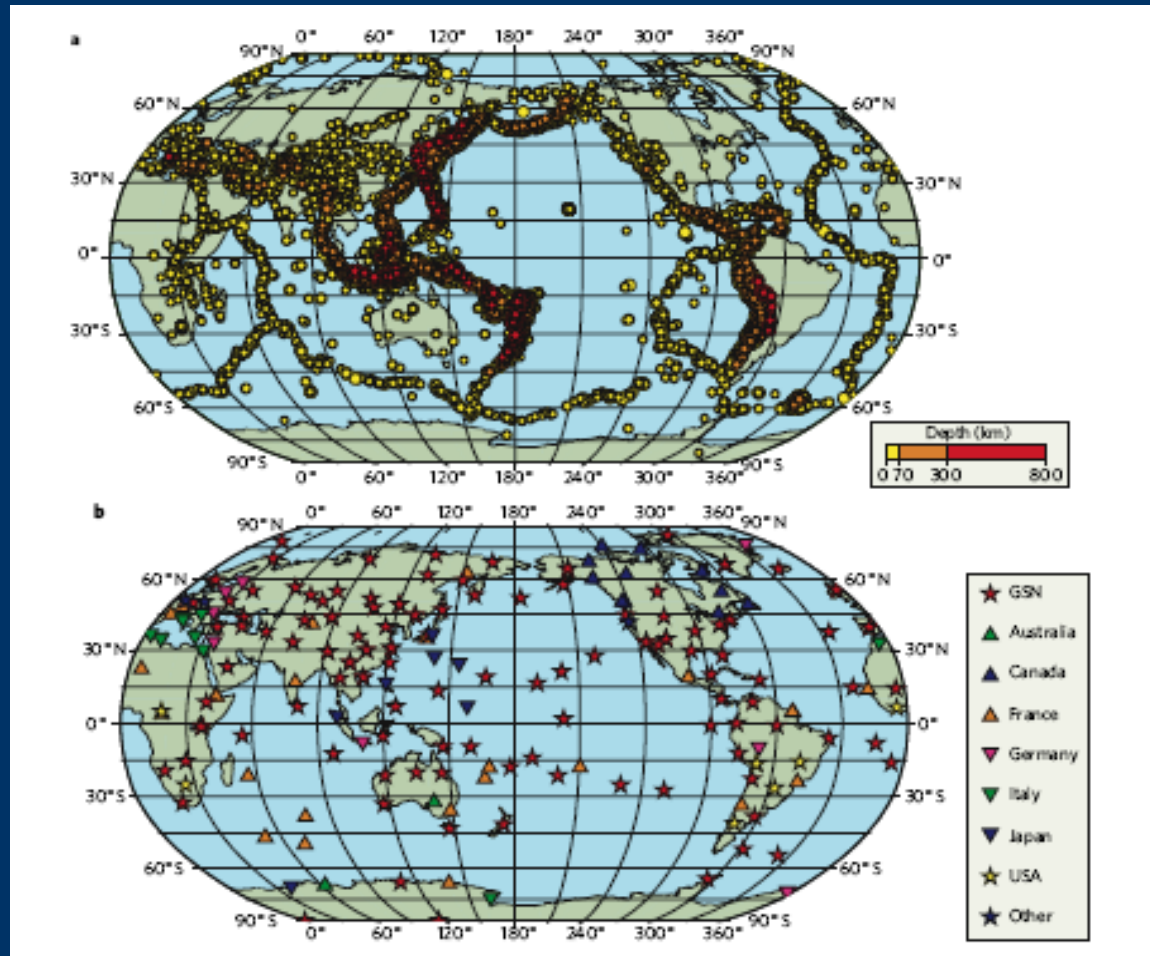 a
0° 60° 120° 180° 240° 300° 360°
90°N 90°N
60°N 60°N
30°N 30°N
0° 0°
30°S 30°S
60°S 60°S
Depth (km)
0 70 300 800
90°S 90°S
0° 60° 120° 180° 240° 300° 360°
b
0° 60° 120° 180° 240° 300° 360°
90°N 90°N
60°N 60°N
30°N 30°N
0° 0°
30°S 30°S
60°S 60°S
90°S 90°S
0° 60° 120° 180° 240° 300° 360°
GSN
Australia
Canada
France
Germany
Italy
Japan
USA
Other